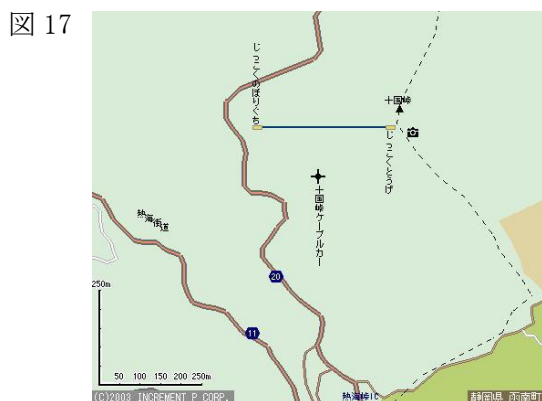 図 17
じっこくのぼりぐち
十国峠
じっこくとうげ
十国峠ケーブルカー
熱海街道
20
11
250m
50 100 150 200 250m
熱海峠IC
(C)2003 INCREMENT P CORP.
静岡県 函南町